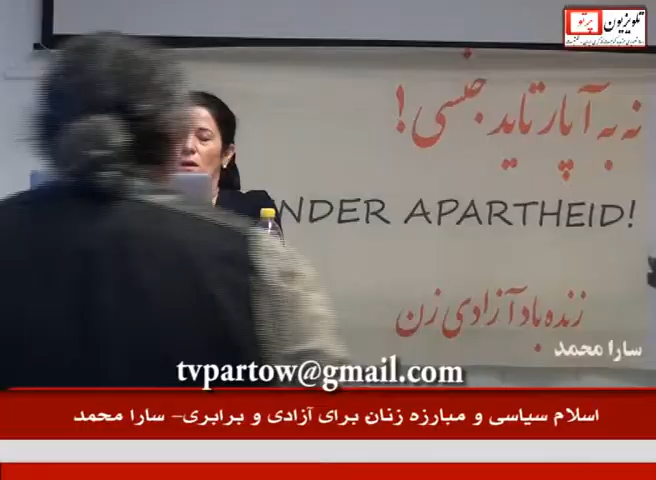 تلویزیون
پرتو
نه به آپارتاید جنسی!
NDER APARTHEID!
زنده باد آزادی زن
سارا محمد
tvpartow@gmail.com
اسلام سیاسی و مبارزه زنان برای آزادی و برابری- سارا محمد